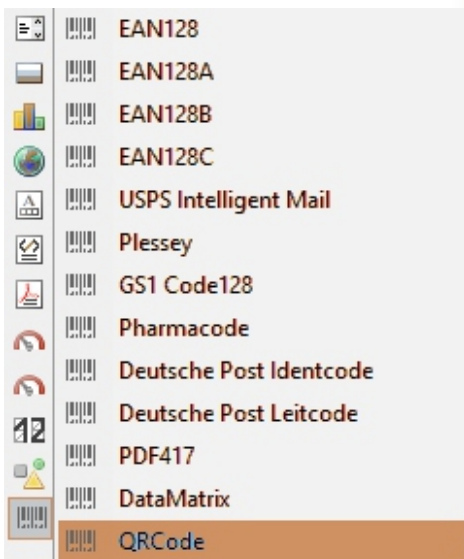 EAN128
EAN128A
EAN128B
EAN128C
USPS Intelligent Mail
Plessey
GS1 Code128
Pharmacode
Deutsche Post Identcode
Deutsche Post Leitcode
PDF417
DataMatrix
QRCode